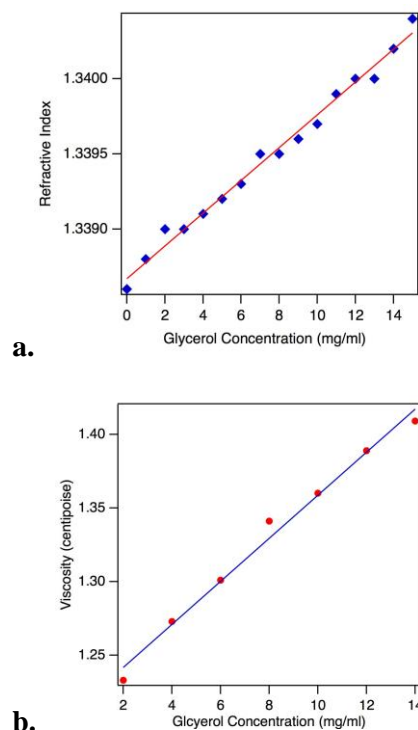 1.3400
1.3395
1.3390
Refractive Index
0 2 4 6 8 10 12 14
Glycerol Concentration (mg/ml)
a.
1.40
1.35
1.30
1.25
Viscosity (centipoise)
2 4 6 8 10 12 14
Glcyerol Concentration (mg/ml)
b.